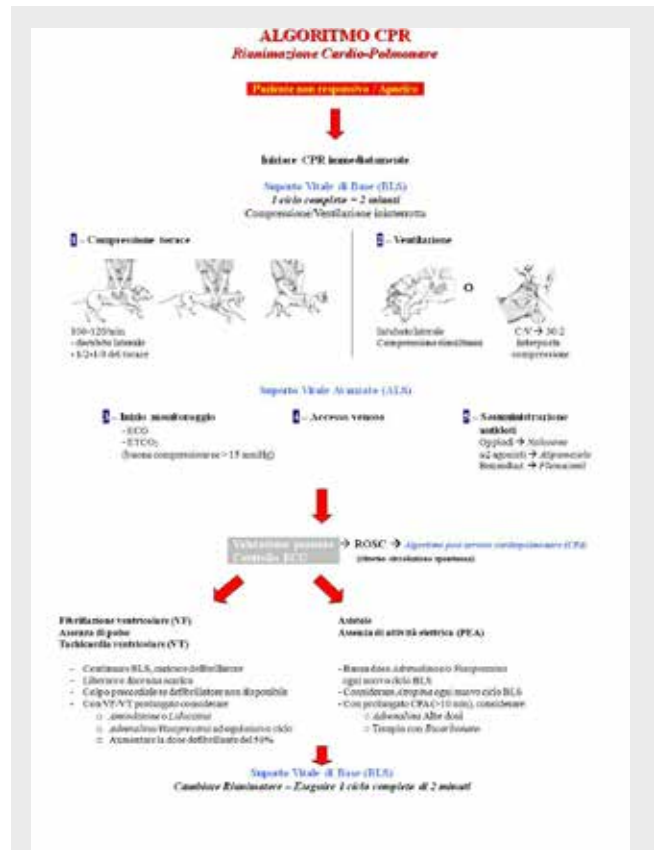 ALGORITMO CPR
Rianimazione Cardio-Polmonare
Paziente non responsivo / Apnoico
Iniziare CPR immediatamente
Supporto Vitale di Base (BLS)
1 ciclo completo = 2 minuti
Compressione/Ventilazione ininterrotta
1 – Compressione torace
100-120/min
- decubito laterale
- 1/2-1/3 del torace
2 – Ventilazione
O
Intubato laterale
Compressione simultanea
C:V → 30:2
Interposta
compressione
Supporto Vitale Avanzato (ALS)
3 – Inizio monitoraggio
- ECG
- ETCO₂
(buona compressione se > 15 mmHg)
4 – Accesso venoso
5 – Somministrazione
antidoti
Oppiodi → Naloxone
α2 agonisti → Atipamezolo
Benzodiaz → Flumazenil
Valutazione paziente → ROSC → Algoritmo post arresto cardiopolmonare (CPA)
Controllo ECG (ritorno circolazione spontanea)
Fibrillazione ventricolare (VF)
Assenza di polso
Tachicardia ventricolare (VT)
- Continuare BLS, defibrillatore
- Liberare e dare una scarica
- Colpo precordiale se defibrillatore non disponibile
- Con VF/VT prolungato considerare
o Amiodarone o Lidocaina
o Adrenalina/Vasopressina ad ogni nuovo ciclo
o Aumentare la dose defibrillante del 50%
Asistole
Assenza di attività elettrica (PEA)
- Bassa dose Adrenalina o Vasopressina
ogni nuovo ciclo BLS
- Considerare Atropina ogni nuovo ciclo BLS
- Con prolungato CPA (>10 min), considerare
o Adrenalina Alte dosi
o Terapia con Bicarbonato
Supporto Vitale di Base (BLS)
Cambiare Rianimatore – Eseguire 1 ciclo completo di 2 minuti